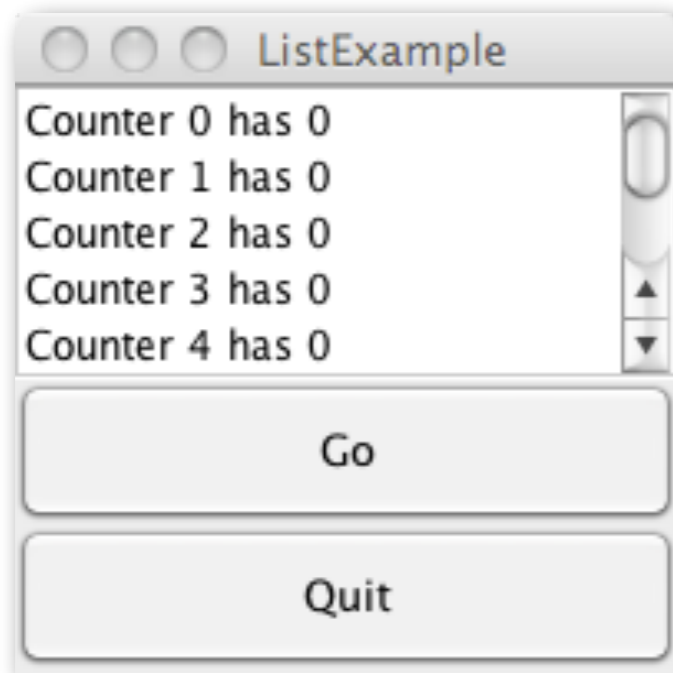 ListExample
Counter 0 has 0
Counter 1 has 0
Counter 2 has 0
Counter 3 has 0
Counter 4 has 0
Go
Quit